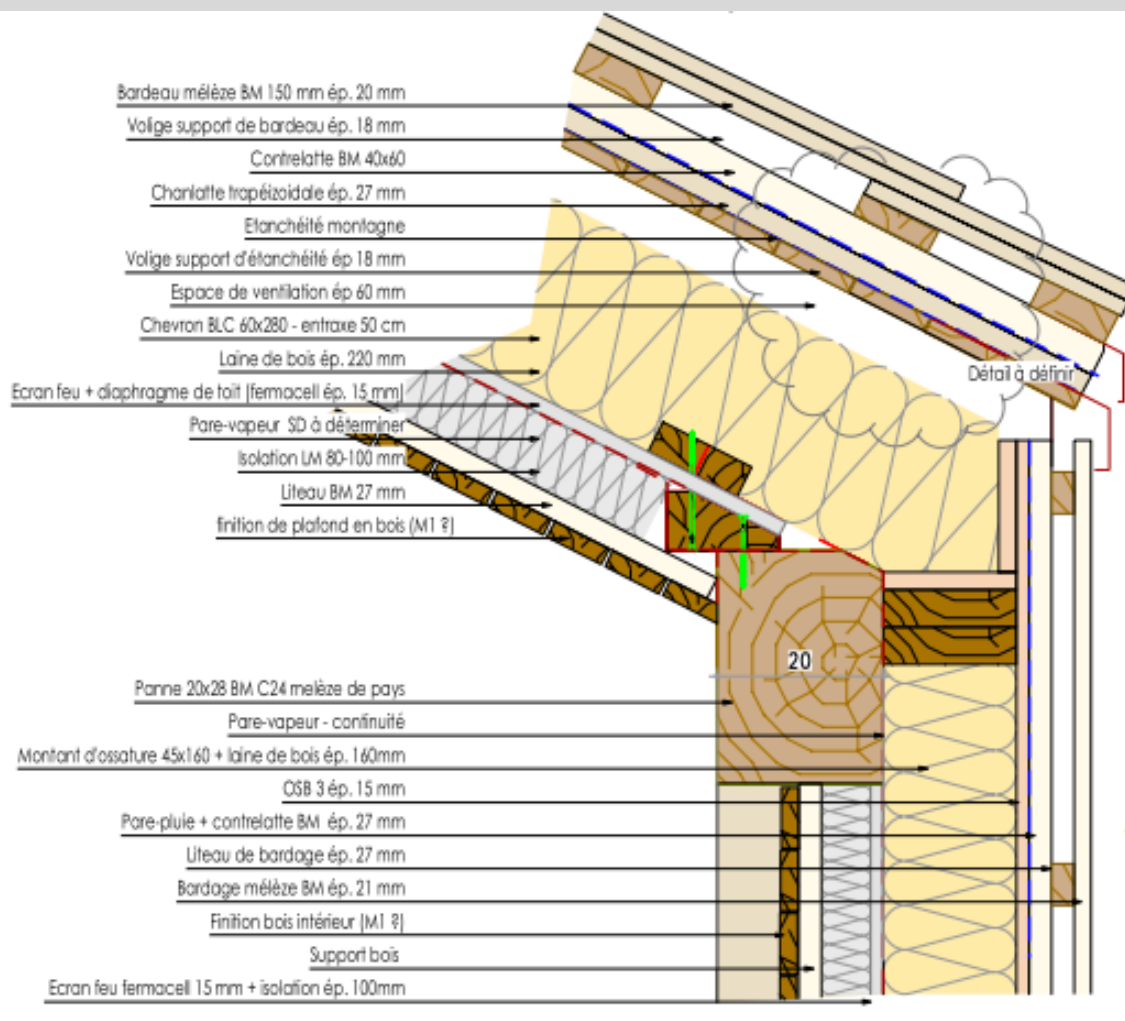 Bardeau mélèze BM 150 mm ép. 20 mm
Volige support de bardeau ép. 18 mm
Contrelatte BM 40x60
Chanlatte trapéizoidale ép. 27 mm
Etanchéité montagne
Volige support d'étanchéité ép 18 mm
Espace de ventilation ép 60 mm
Chevron BLC 60x280 - entraxe 50 cm
Laine de bois ép. 220 mm
Détail à définir
Ecran feu + diaphragme de toit (fermacell ép. 15 mm)
Pare-vapeur SD à déterminer
Isolation LM 80-100 mm
Liteau BM 27 mm
finition de plafond en bois (M1 ?)
20
Panne 20x28 BM C24 melèze de pays
Pare-vapeur - continuité
Montant d'ossature 45x160 + laine de bois ép. 160mm
OSB 3 ép. 15 mm
Pare-pluie + contrelatte BM ép. 27 mm
Liteau de bardage ép. 27 mm
Bardage mélèze BM ép. 21 mm
Finition bois intérieur (M1 ?)
Support bois
Ecran feu fermacell 15 mm + isolation ép. 100mm